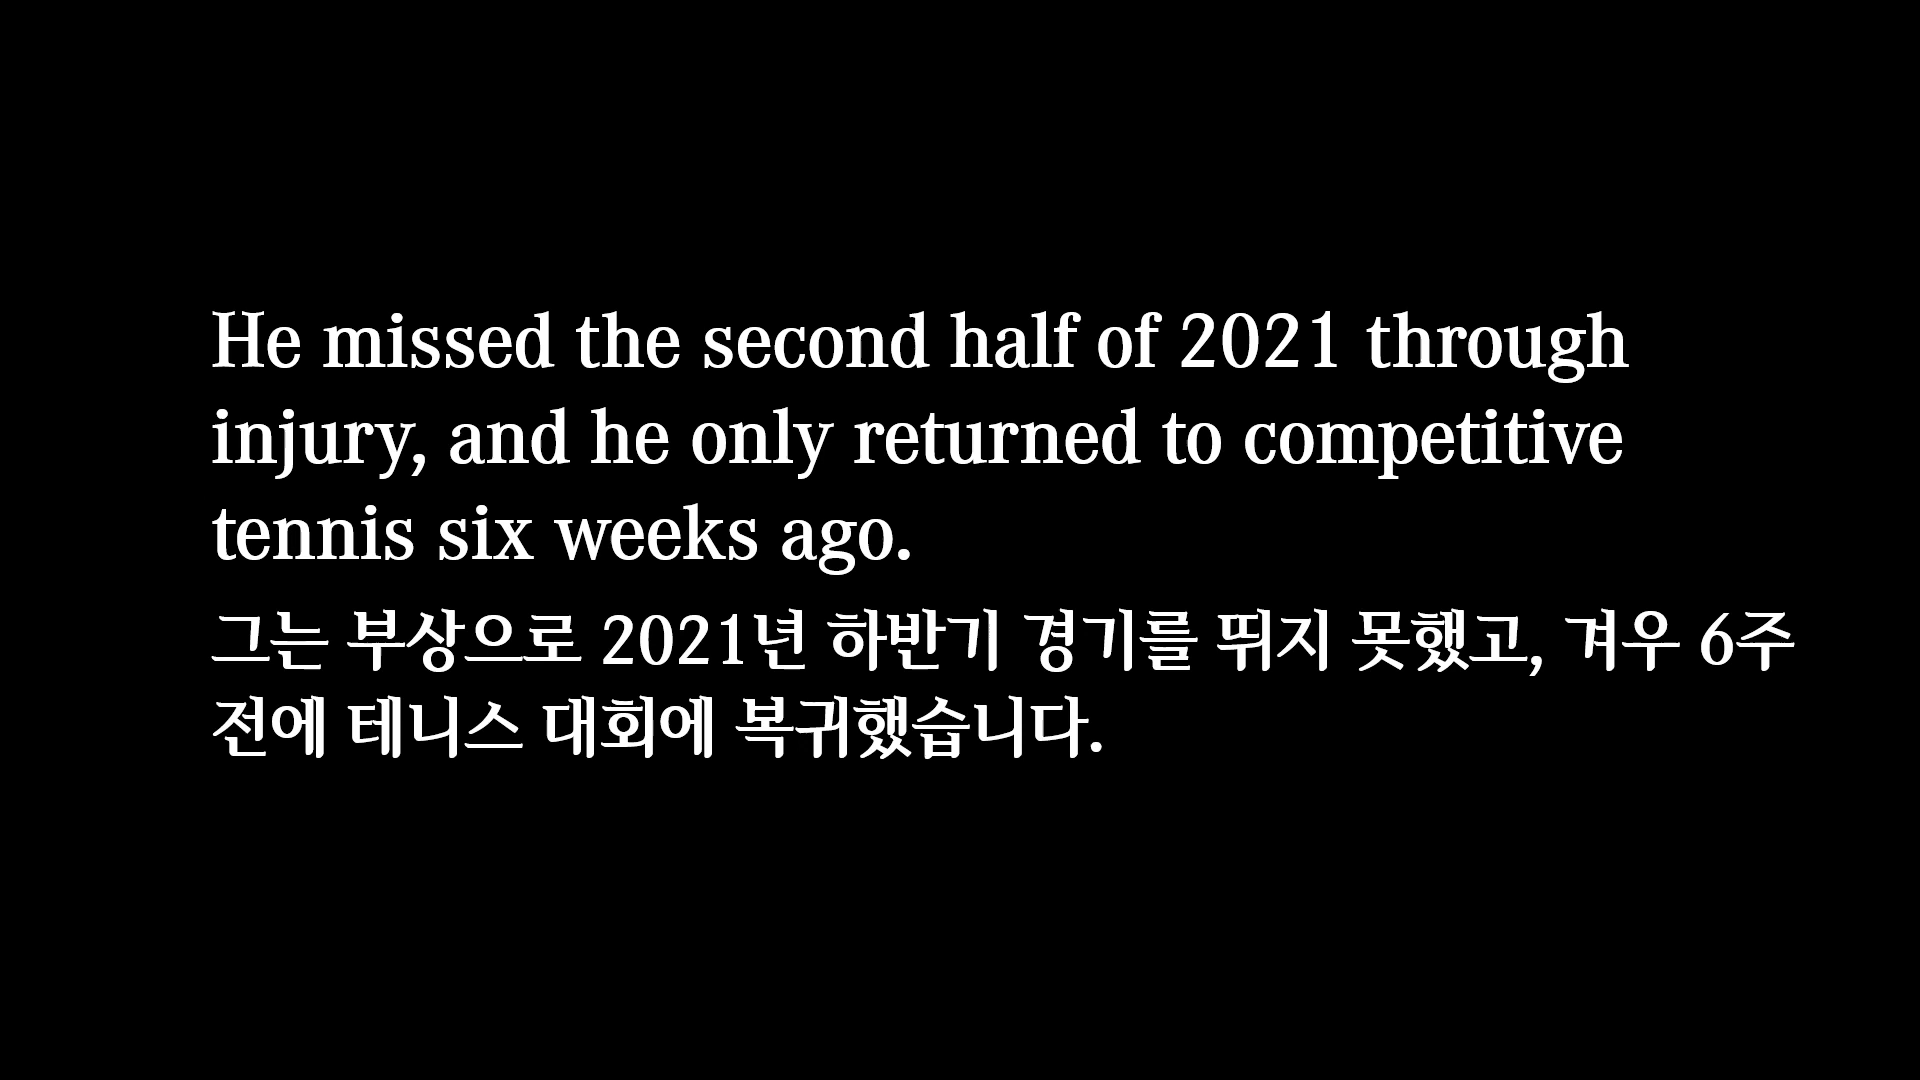 He missed the second half of 2021 through
injury, and he only returned to competitive
tennis six weeks ago.
그는 부상으로 2021년 하반기 경기를 뛰지 못했고, 겨우 6주
전에 테니스 대회에 복귀했습니다.